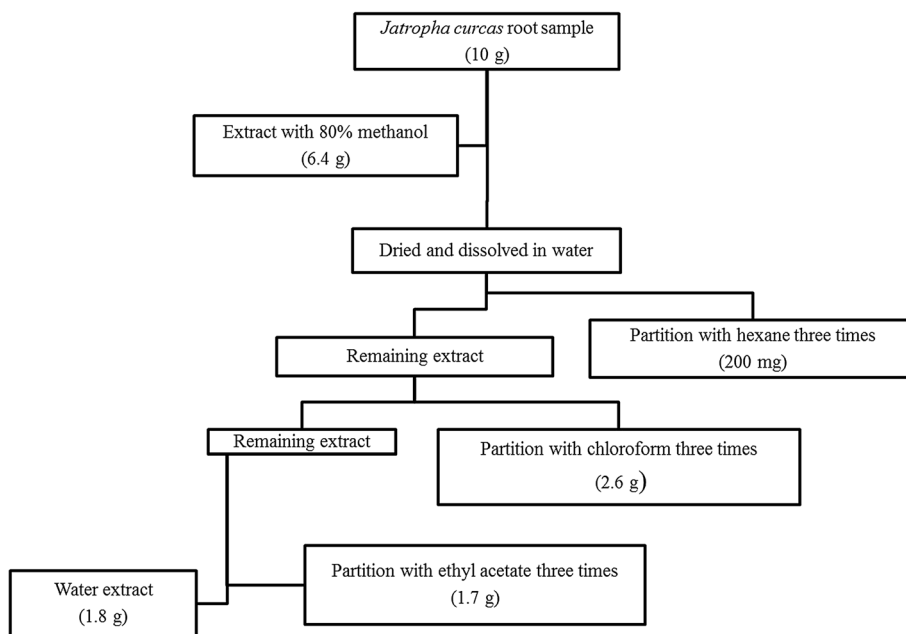 Jatropha curcas root sample
(10 g)
Extract with 80% methanol
(6.4 g)
Dried and dissolved in water
Partition with hexane three times
(200 mg)
Remaining extract
Remaining extract
Partition with chloroform three times
(2.6 g)
Partition with ethyl acetate three times
(1.7 g)
Water extract
(1.8 g)